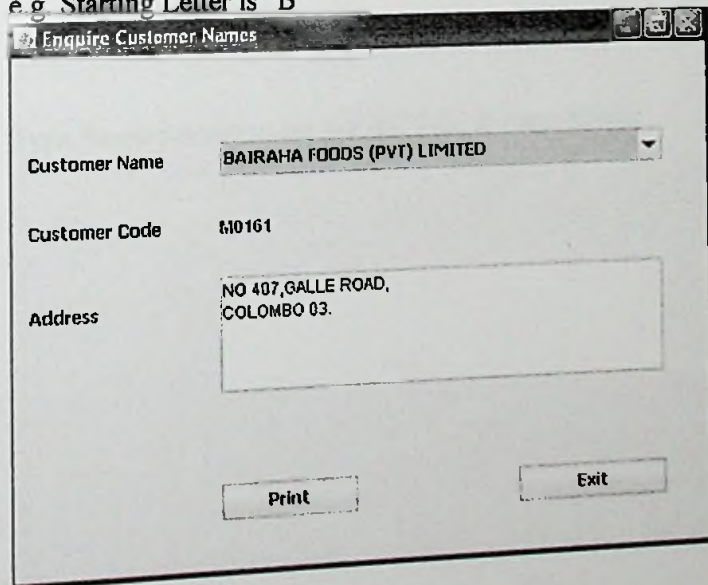 e.g. Starting Letter is "B"
Enquire Customer Names
Customer Name BAIRAHA FOODS (PVT) LIMITED
Customer Code M0161
Address NO 407,GALLE ROAD,
COLOMBO 03.
Print Exit